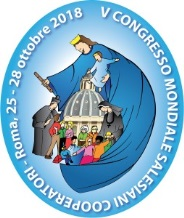 Roma, 25 - 28 ottobre 2018
V CONGRESSO MONDIALE SALESIANI COOPERATORI